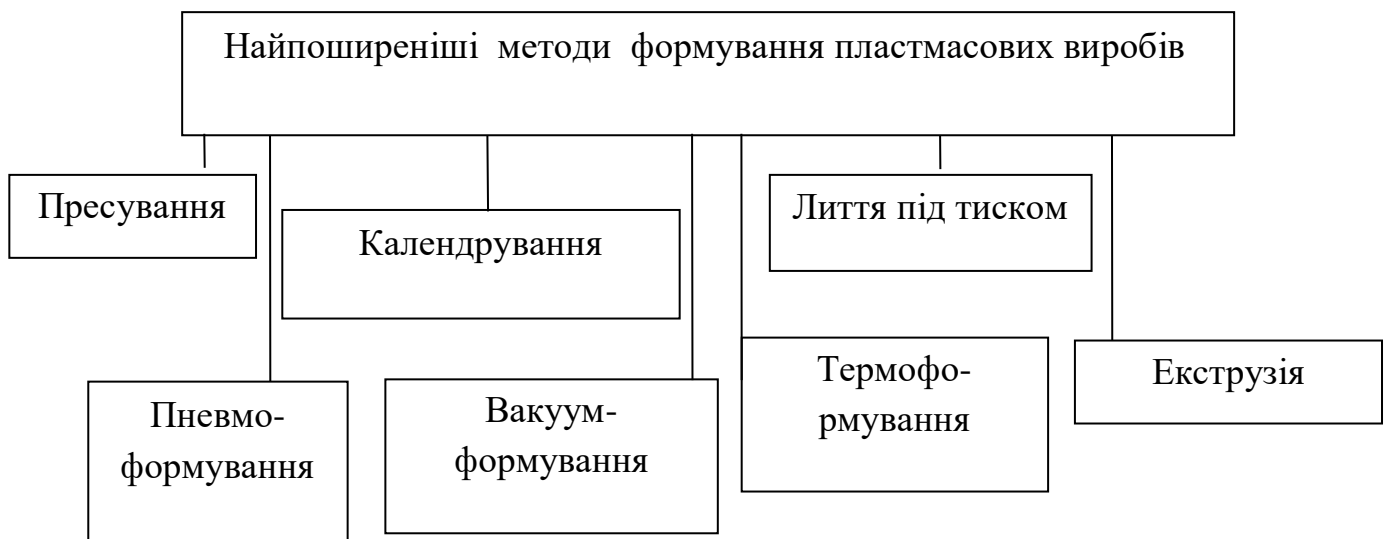 Найпоширеніші методи формування пластмасових виробів
Пресування
Календрування
Лиття під тиском
Пневмо-
формування
Вакуум-
формування
Термофо-
рмування
Екструзія